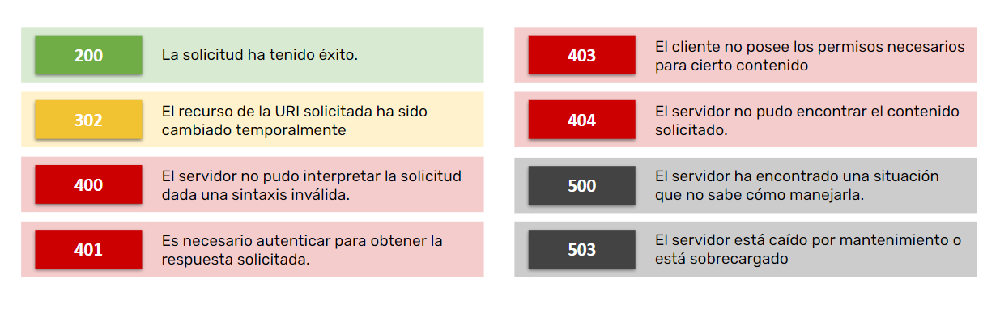 200
La solicitud ha tenido éxito.
302
El recurso de la URI solicitada ha sido
cambiado temporalmente
400
El servidor no pudo interpretar la solicitud
dada una sintaxis inválida.
401
Es necesario autenticar para obtener la
respuesta solicitada.
403
El cliente no posee los permisos necesarios
para cierto contenido
404
El servidor no pudo encontrar el contenido
solicitado.
500
El servidor ha encontrado una situación
que no sabe cómo manejarla.
503
El servidor está caído por mantenimiento o
está sobrecargado